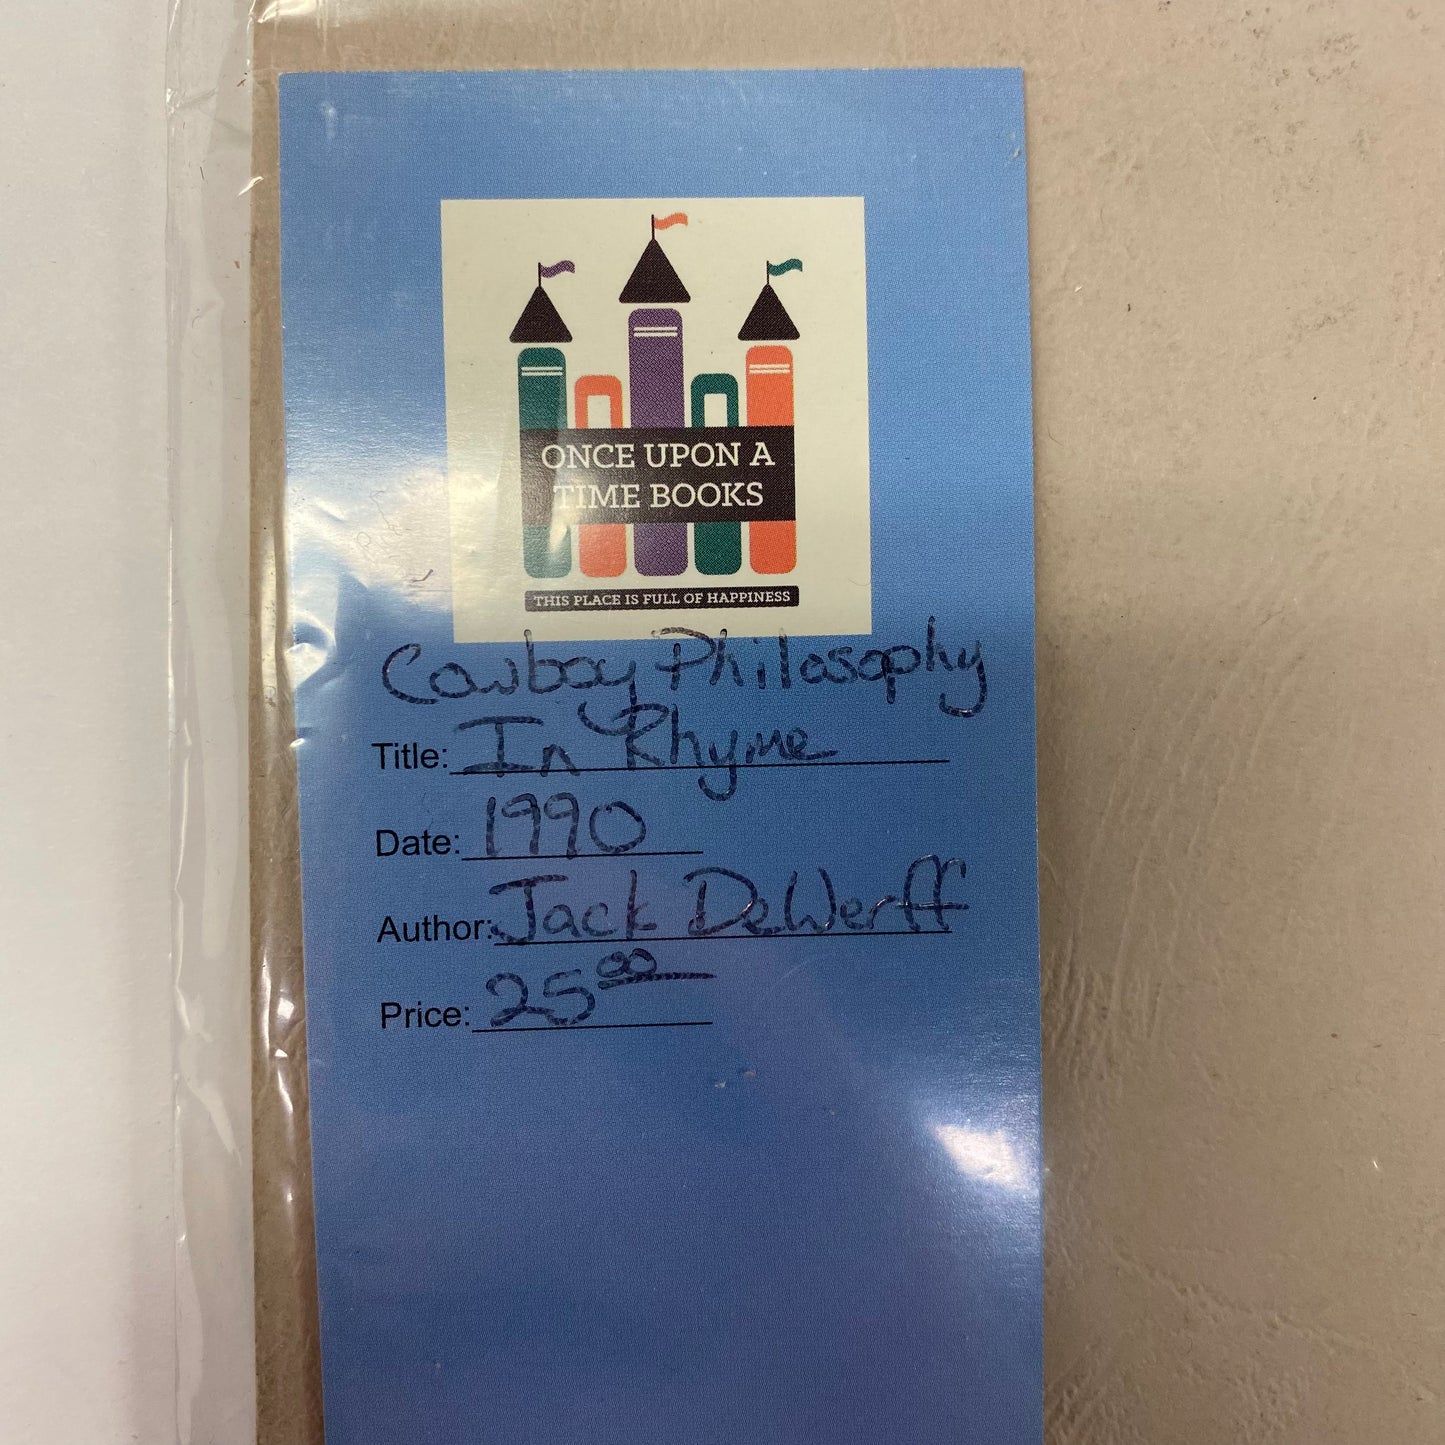 ONCE UPON A
TIME BOOKS
THIS PLACE IS FULL OF HAPPINESS
Cowboy Philosophy
Title: In Rhyme
Date: 1990
Author: Jack DeWerff
Price: 25 00